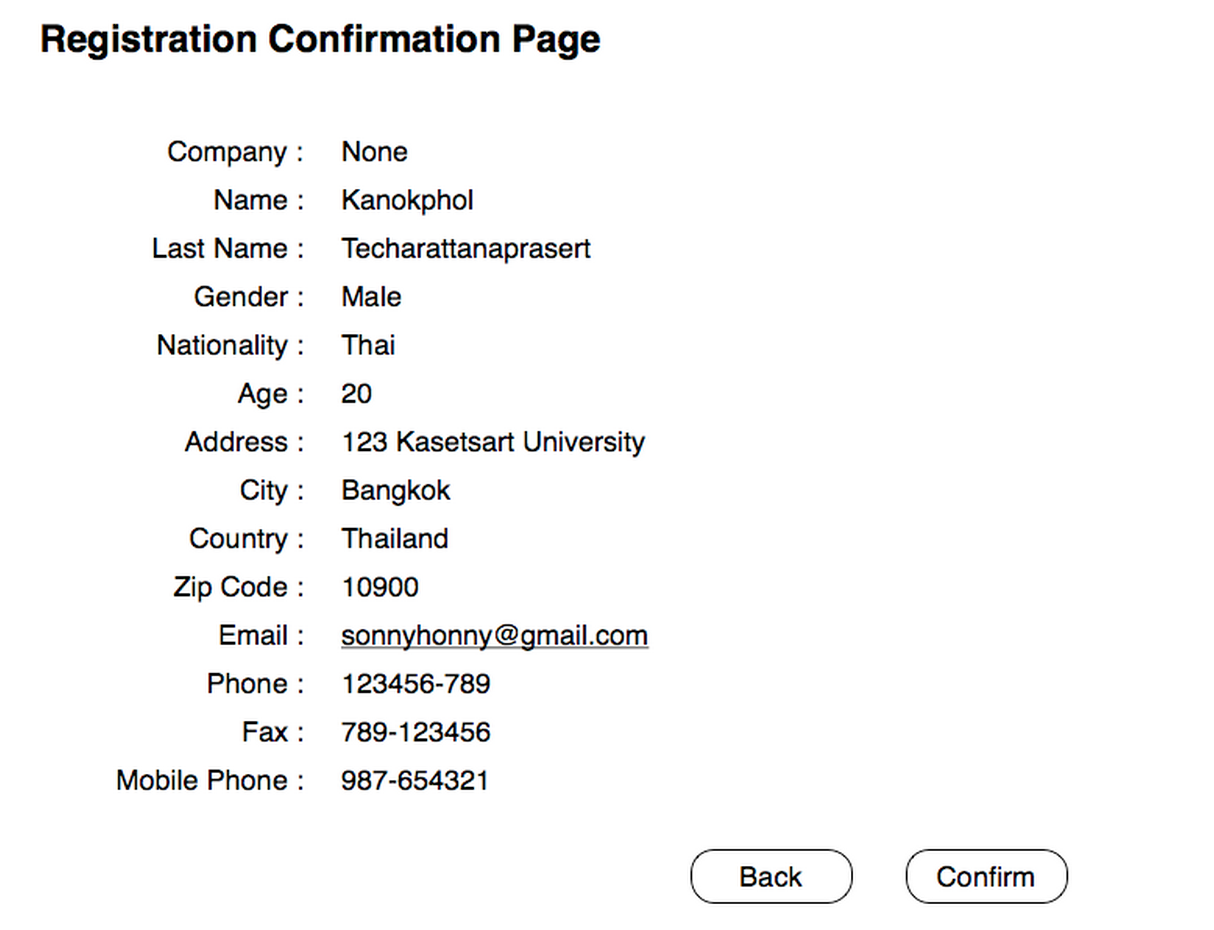 Registration Confirmation Page
Company : None
Name : Kanokphol
Last Name : Techarattanaprasert
Gender : Male
Nationality : Thai
Age : 20
Address : 123 Kasetsart University
City : Bangkok
Country : Thailand
Zip Code : 10900
Email : sonnyhonny@gmail.com
Phone : 123456-789
Fax : 789-123456
Mobile Phone : 987-654321
Back Confirm